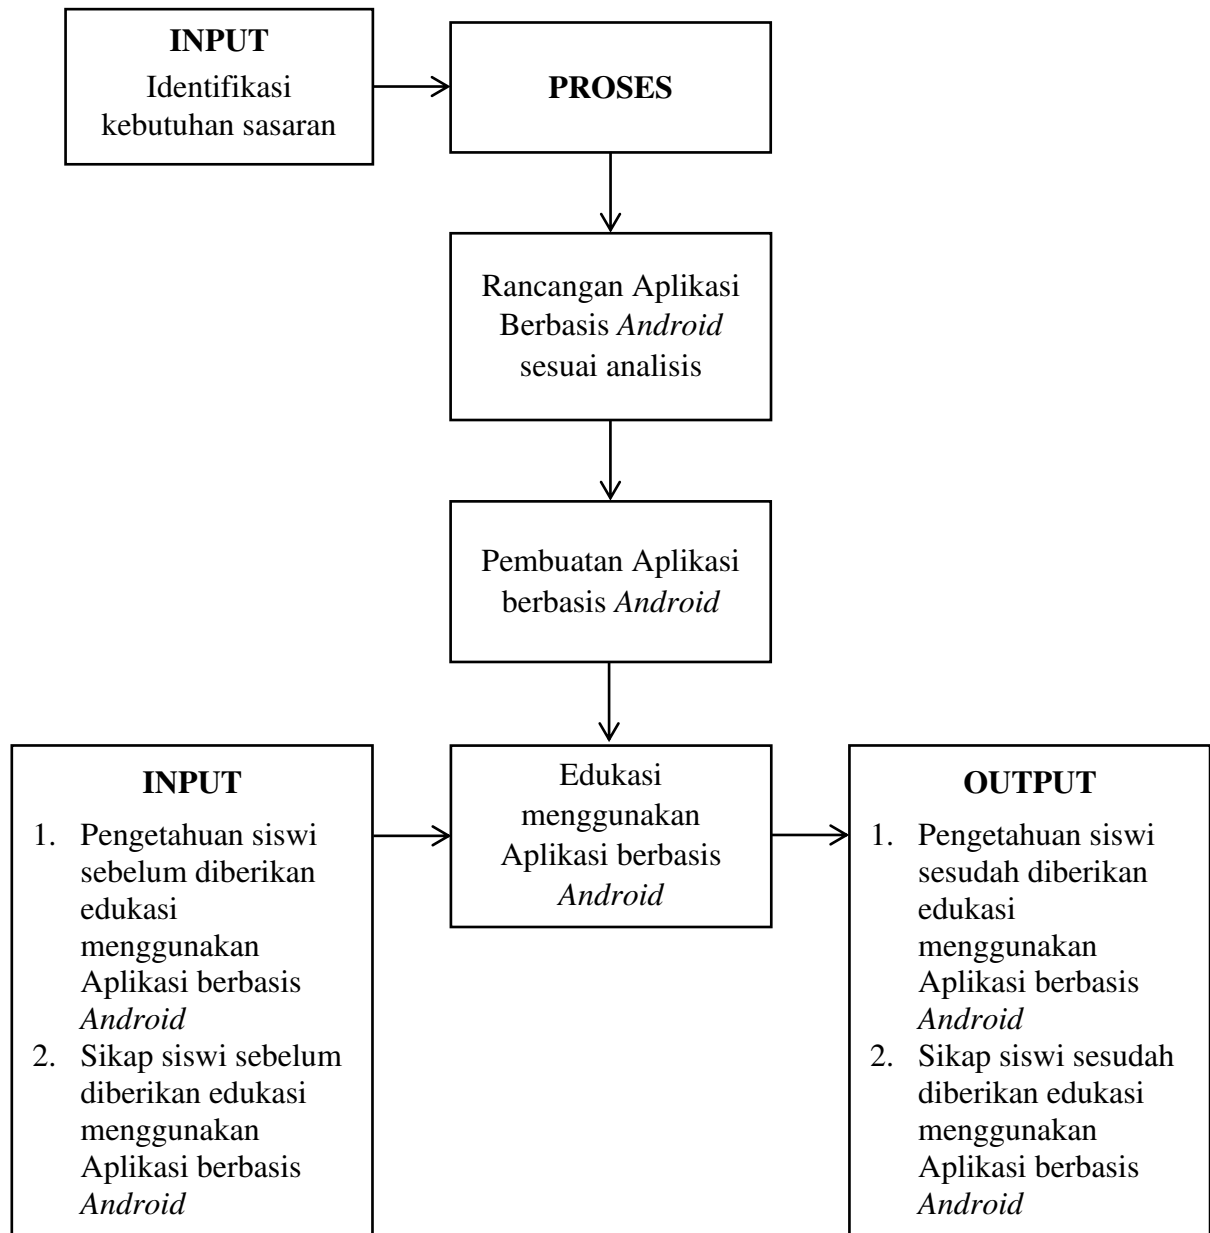 INPUT
Identifikasi
kebutuhan sasaran
PROSES
Rancangan Aplikasi
Berbasis Android
sesuai analisis
Pembuatan Aplikasi
berbasis Android
INPUT
1. Pengetahuan siswi
sebelum diberikan
edukasi
menggunakan
Aplikasi berbasis
Android
2. Sikap siswi sebelum
diberikan edukasi
menggunakan
Aplikasi berbasis
Android
Edukasi
menggunakan
Aplikasi berbasis
Android
OUTPUT
1. Pengetahuan siswi
sesudah diberikan
edukasi
menggunakan
Aplikasi berbasis
Android
2. Sikap siswi sesudah
diberikan edukasi
menggunakan
Aplikasi berbasis
Android